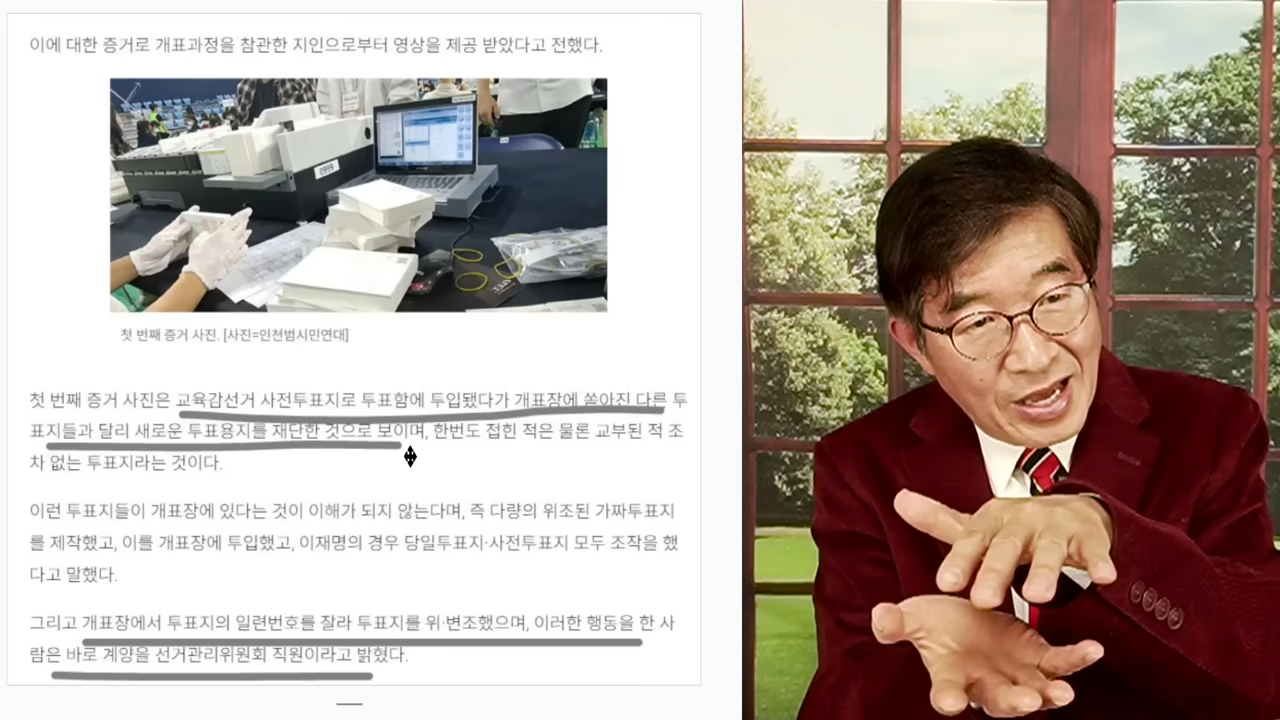 이에 대한 증거로 개표과정을 참관한 지인으로부터 영상을 제공 받았다고 전했다.
0999
첫 번째 증거 사진. [사진=인천범시민연대]
첫 번째 증거 사진은 교육감선거 사전투표지로 투표함에 투입됐다가 개표장에 쏟아진 다른 투
표지들과 달리 새로운 투표용지를 재단한 것으로 보이며, 한번도 접힌 적은 물론 교부된 적 조
차 없는 투표지라는 것이다.
이런 투표지들이 개표장에 있다는 것이 이해가 되지 않는다며, 즉 다량의 위조된 가짜투표지
를 제작했고, 이를 개표장에 투입했고, 이재명의 경우 당일투표지·사전투표지 모두 조작을 했
다고 말했다.
그리고 개표장에서 투표지의 일련번호를 잘라 투표지를 위·변조했으며, 이러한 행동을 한 사
람은 바로 계양을 선거관리위원회 직원이라고 밝혔다.